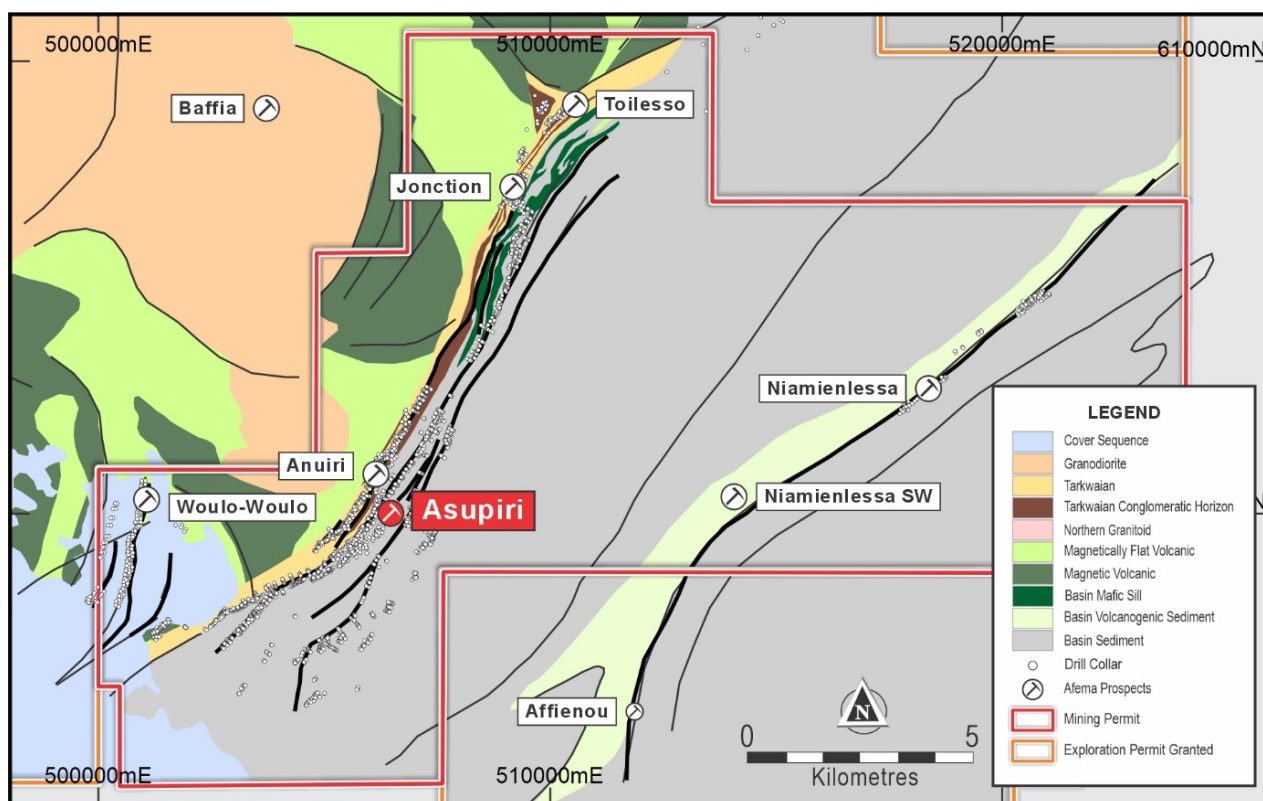 500000mE
510000mE
520000mE
610000mN
Baffia
Toilesso
Jonction
Niamienlessa
Anuiri
Woulo-Woulo
Asupiri
Niamienlessa SW
Affienou
LEGEND
Cover Sequence
Granodiorite
Tarkwaian
Tarkwaian Conglomeratic Horizon
Northern Granitoid
Magnetically Flat Volcanic
Magnetic Volcanic
Basin Mafic Sill
Basin Volcanogenic Sediment
Basin Sediment
Drill Collar
Afema Prospects
Mining Permit
Exploration Permit Granted
N
0
5
Kilometres
500000mE
510000mE